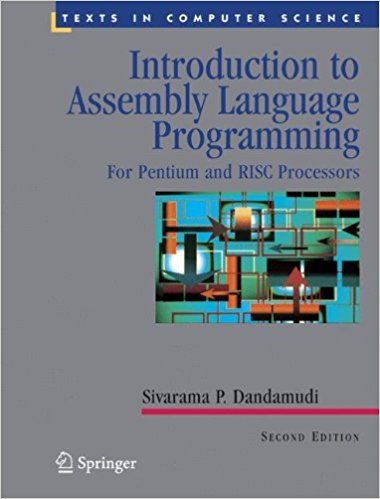 TEXTS IN COMPUTER SCIENCE
Introduction to
Assembly Language
Programming
For Pentium and RISC Processors
Sivarama P. Dandamudi
SECOND EDITION
Springer